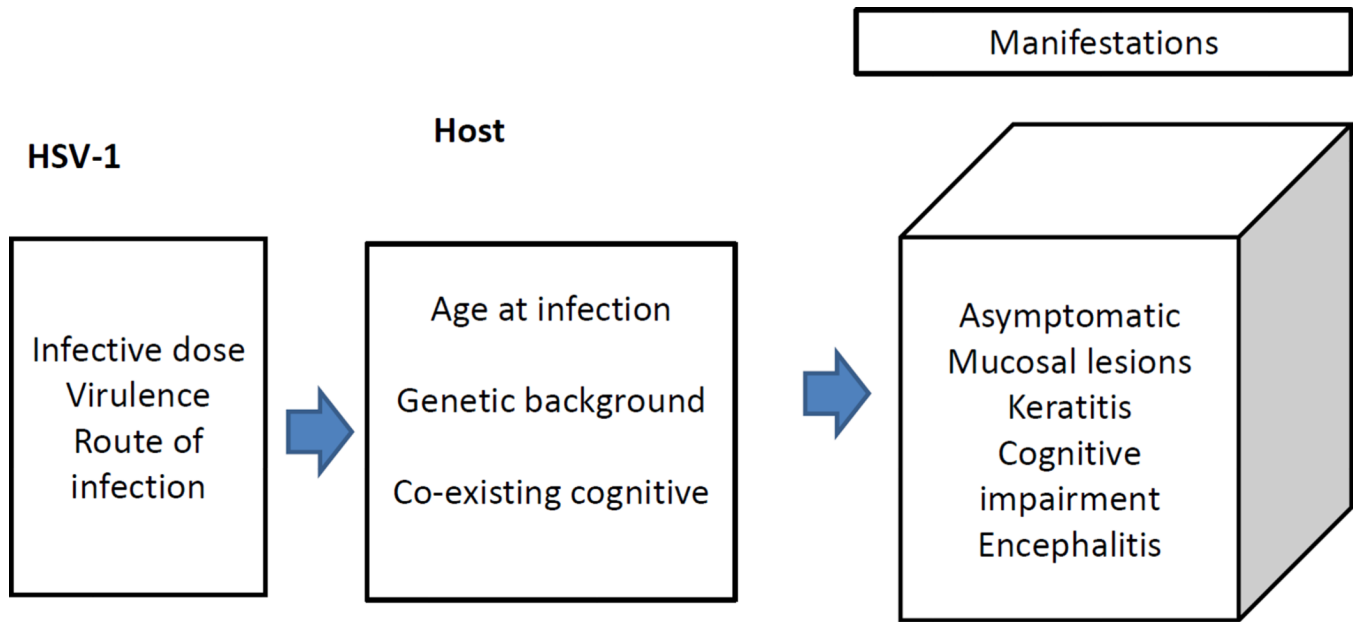 HSV-1
Infective dose
Virulence
Route of
infection
Host
Age at infection
Genetic background
Co-existing cognitive
Manifestations
Asymptomatic
Mucosal lesions
Keratitis
Cognitive
impairment
Encephalitis